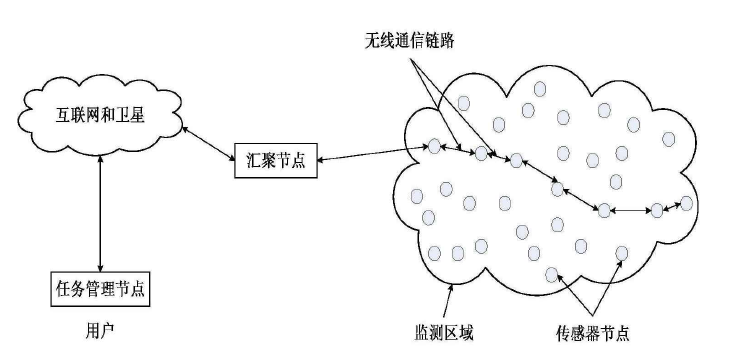 无线通信链路
互联网和卫星
汇聚节点
任务管理节点
用户
监测区域
传感器节点